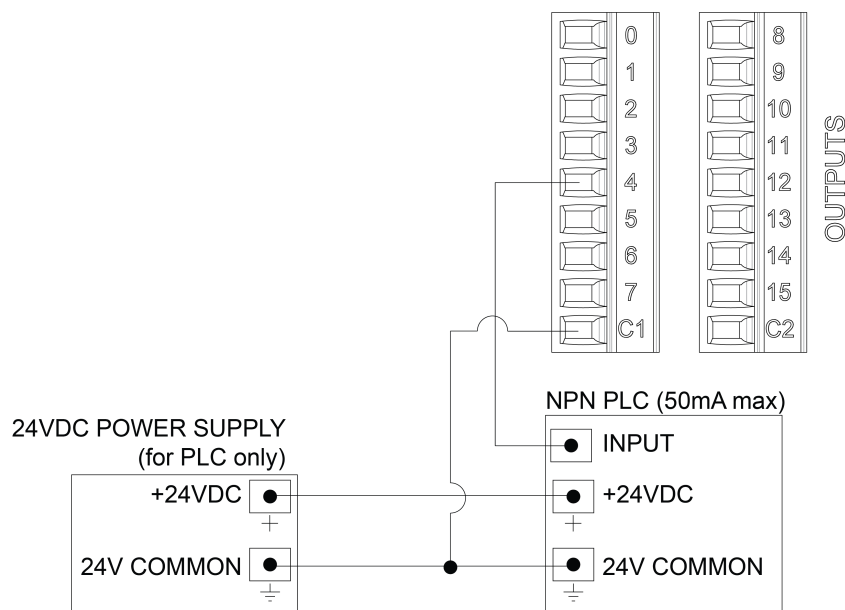 0
1
2
3
4
5
6
7
C1
8
9
10
11
12
13
14
15
C2
OUTPUTS
24VDC POWER SUPPLY
(for PLC only)
+24VDC
24V COMMON
NPN PLC (50mA max)
INPUT
+24VDC
24V COMMON